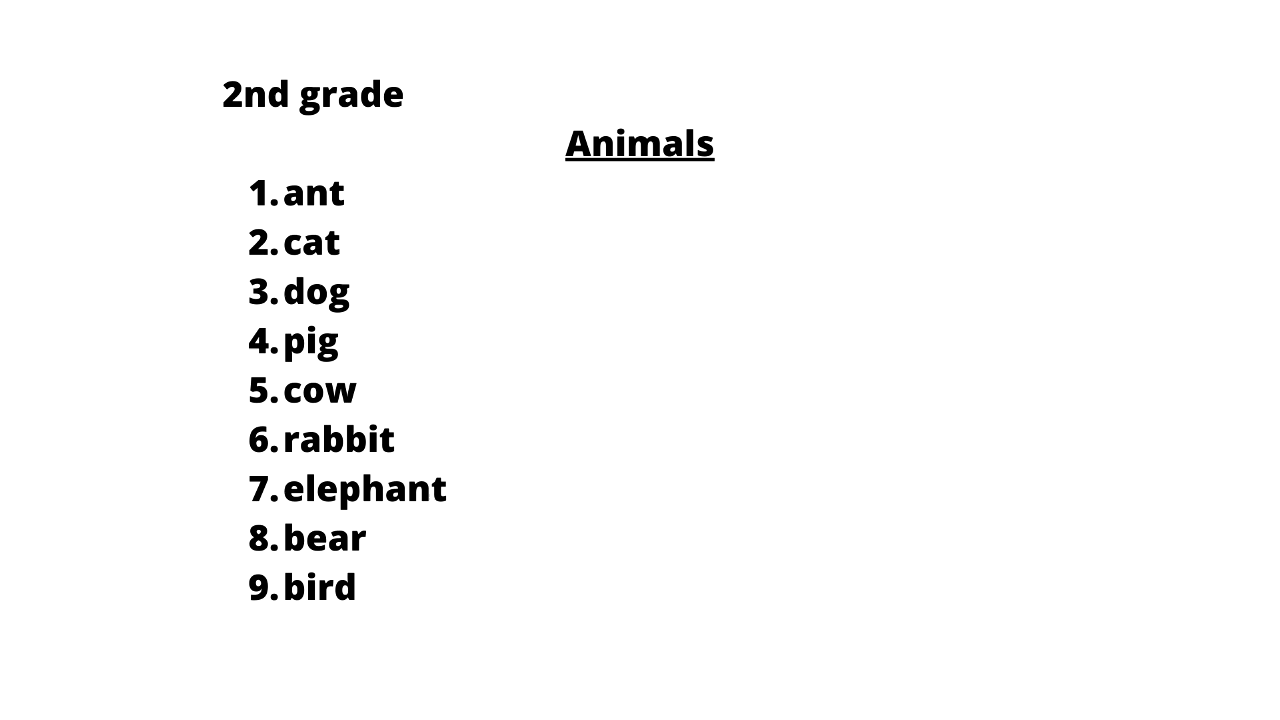 2nd grade
Animals
1. ant
2. cat
3. dog
4. pig
5. cow
6. rabbit
7. elephant
8. bear
9. bird